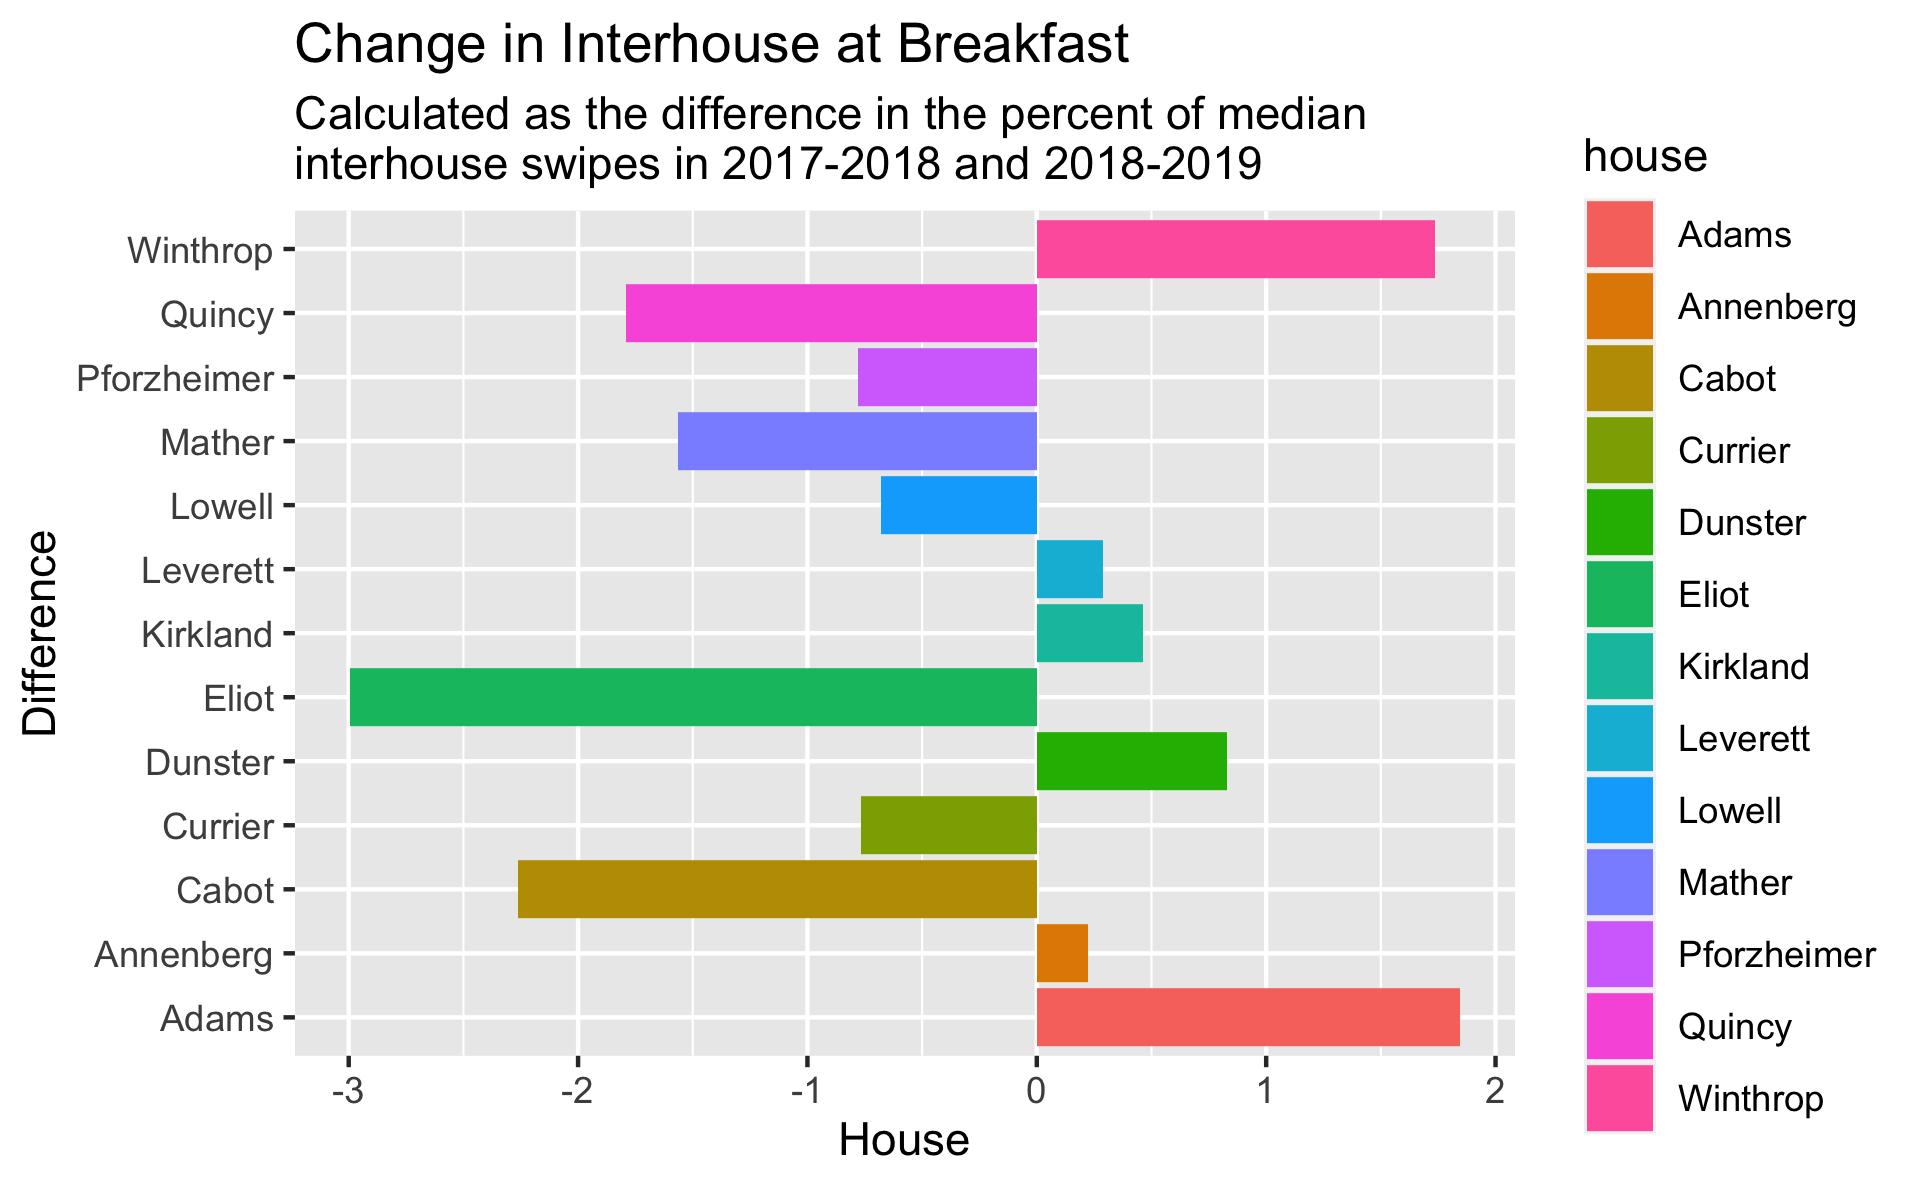 Change in Interhouse at Breakfast
Calculated as the difference in the percent of median
interhouse swipes in 2017-2018 and 2018-2019
Difference
Winthrop
Quincy
Pforzheimer
Mather
Lowell
Leverett
Kirkland
Eliot
Dunster
Currier
Cabot
Annenberg
Adams
-3 -2 -1 0 1 2
House
house
Adams
Annenberg
Cabot
Currier
Dunster
Eliot
Kirkland
Leverett
Lowell
Mather
Pforzheimer
Quincy
Winthrop